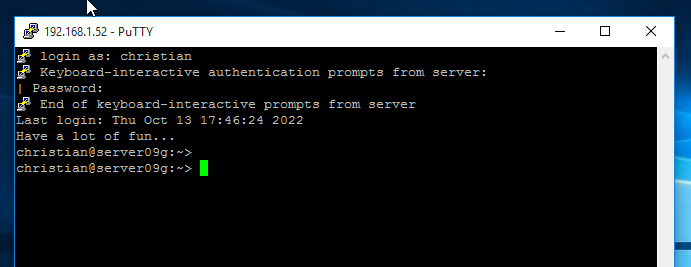 192.168.1.52 - PuTTY
login as: christian
Keyboard-interactive authentication prompts from server:
| Password:
End of keyboard-interactive prompts from server
Last login: Thu Oct 13 17:46:24 2022
Have a lot of fun...
christian@server09g:~>
christian@server09g:~>